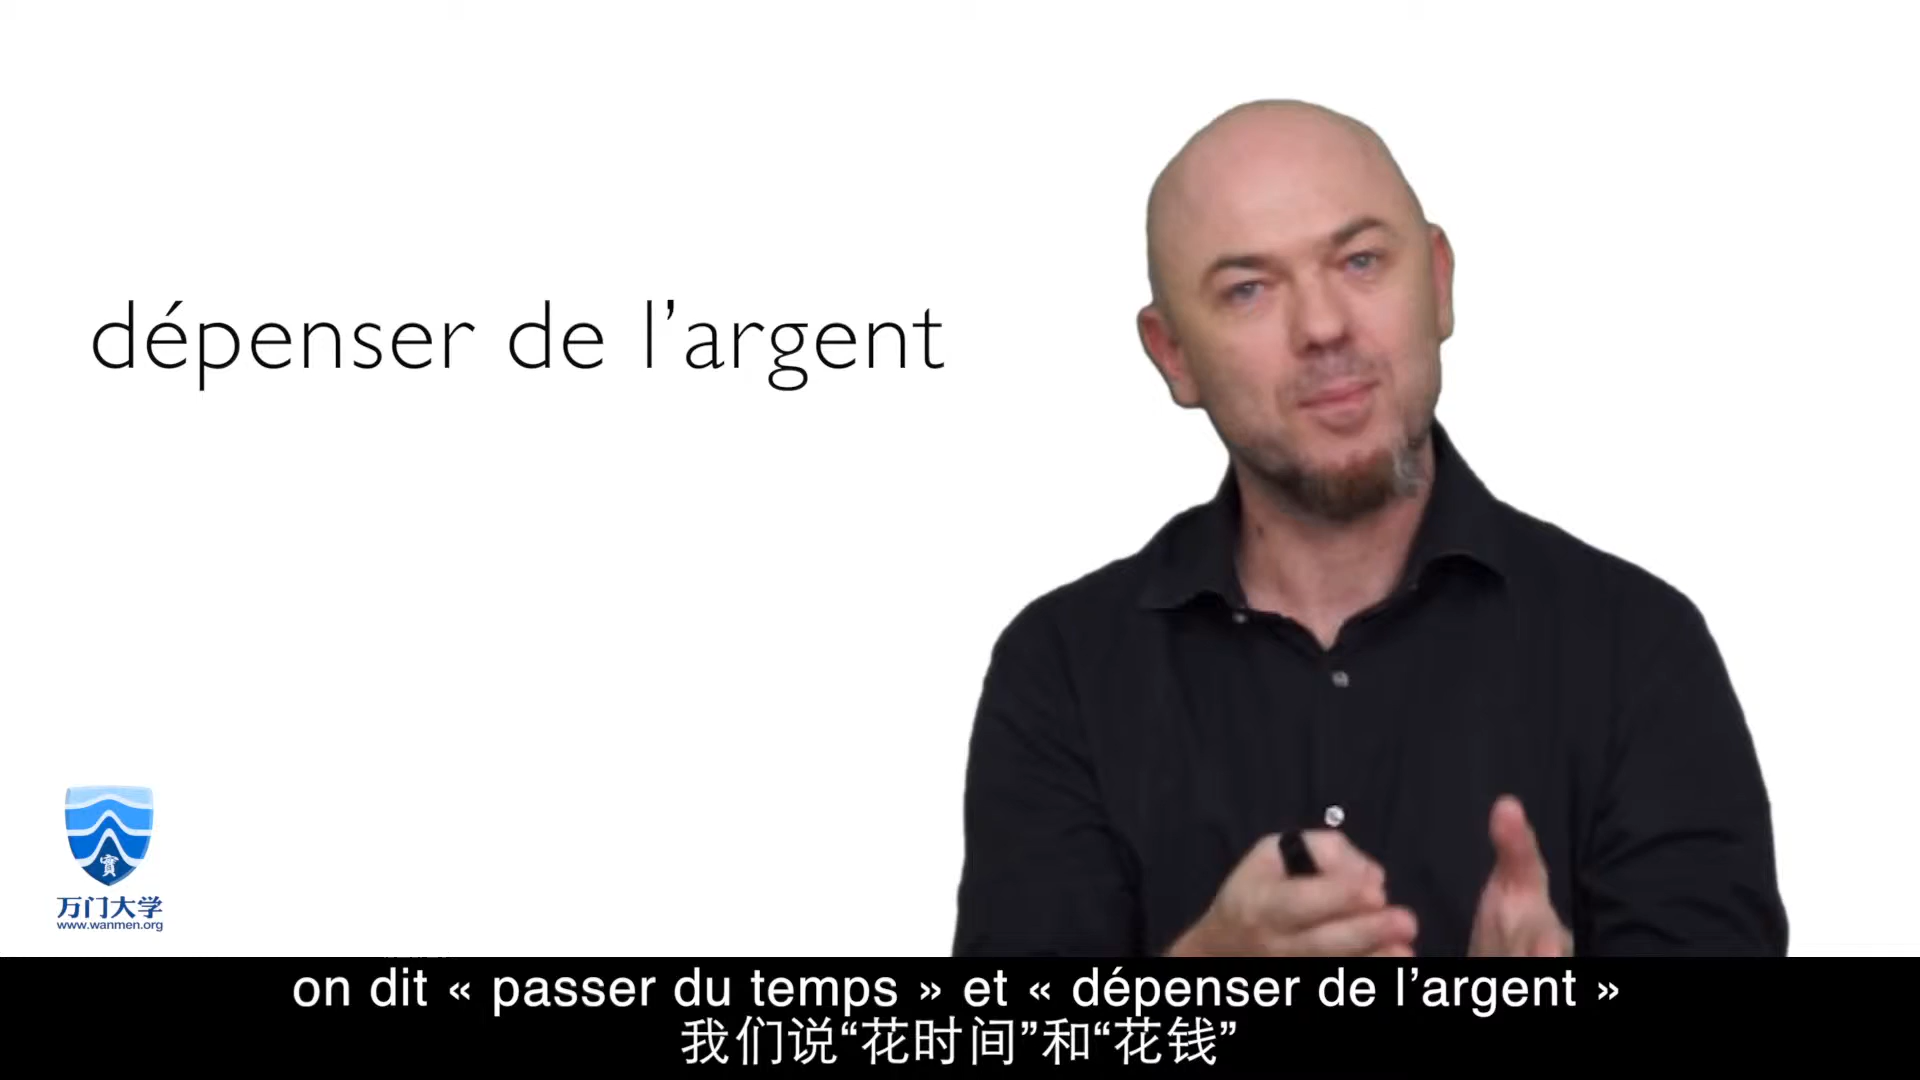 dépenser de l’argent
實
万门大学
www.wanmen.org
on dit « passer du temps » et « dépenser de l’argent »
我们说“花时间”和“花钱”